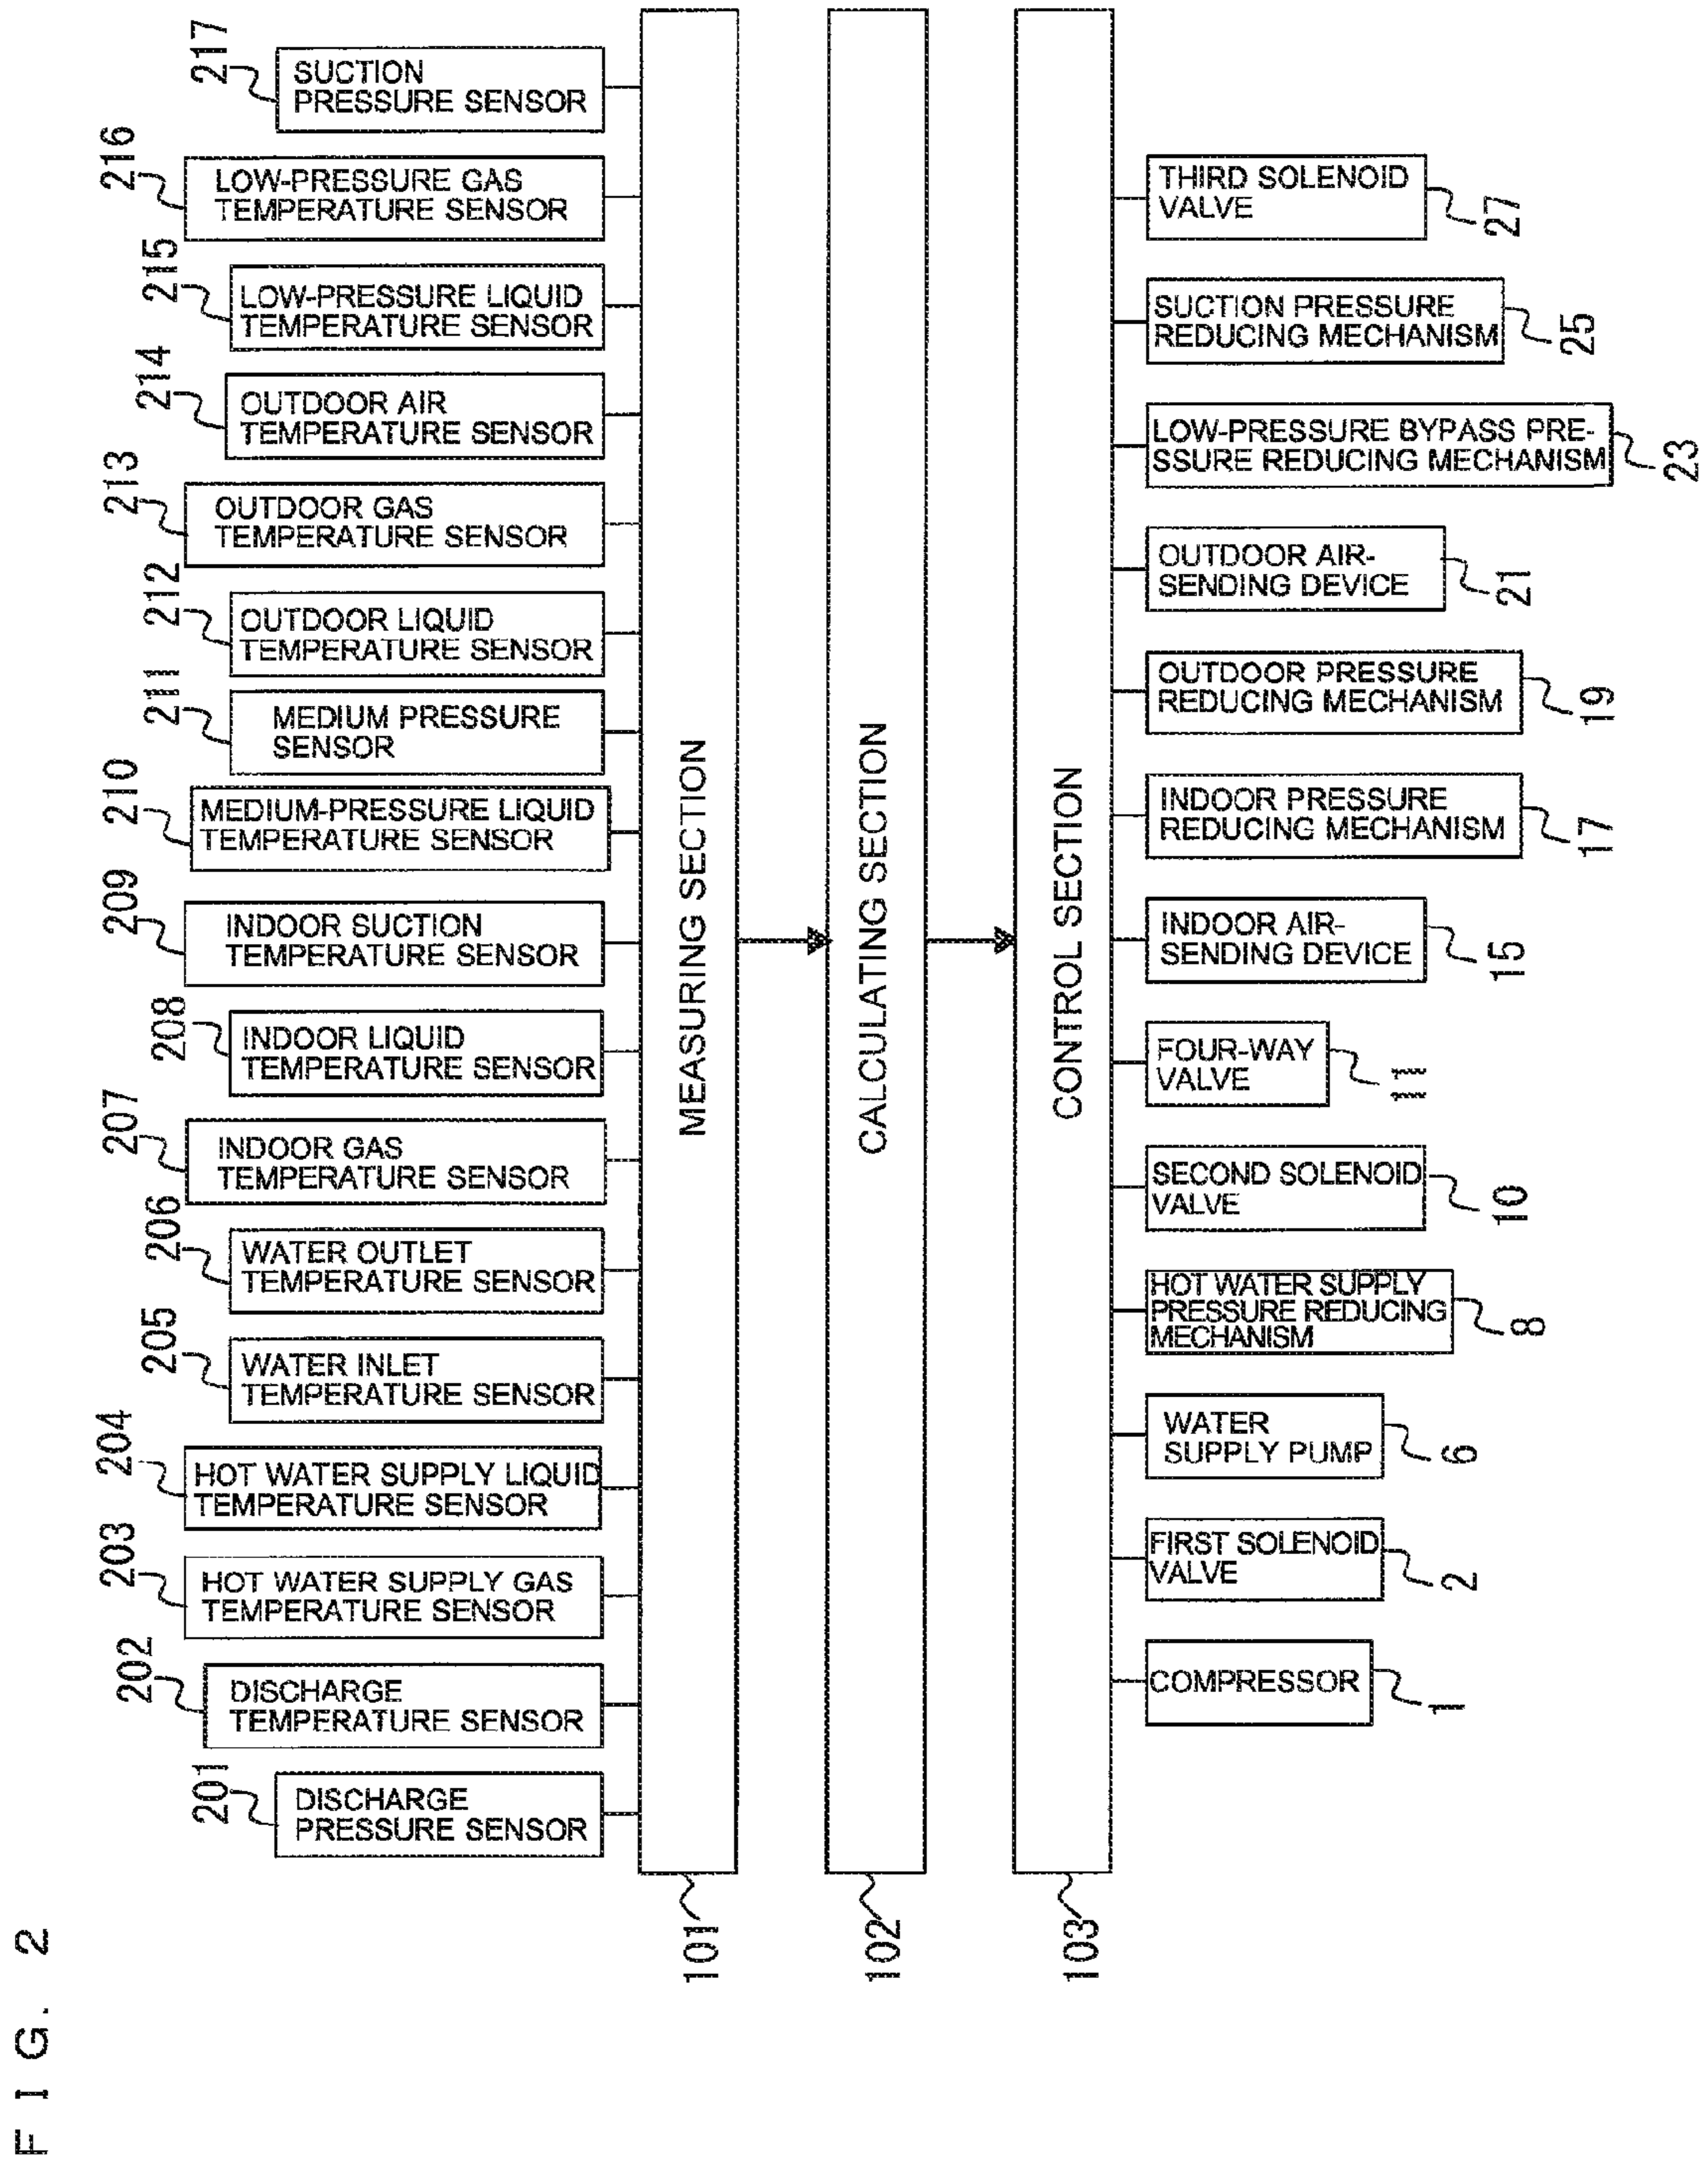 217
SUCTION
PRESSURE SENSOR
216
LOW-PRESSURE GAS
TEMPERATURE SENSOR
215
LOW-PRESSURE LIQUID
TEMPERATURE SENSOR
214
OUTDOOR AIR
TEMPERATURE SENSOR
213
OUTDOOR GAS
TEMPERATURE SENSOR
212
OUTDOOR LIQUID
TEMPERATURE SENSOR
211
MEDIUM PRESSURE
SENSOR
210
MEDIUM-PRESSURE LIQUID
TEMPERATURE SENSOR
209
INDOOR SUCTION
TEMPERATURE SENSOR
208
INDOOR LIQUID
TEMPERATURE SENSOR
207
INDOOR GAS
TEMPERATURE SENSOR
206
WATER OUTLET
TEMPERATURE SENSOR
205
WATER INLET
TEMPERATURE SENSOR
204
HOT WATER SUPPLY LIQUID
TEMPERATURE SENSOR
203
HOT WATER SUPPLY GAS
TEMPERATURE SENSOR
202
DISCHARGE
TEMPERATURE SENSOR
201
DISCHARGE
PRESSURE SENSOR
MEASURING SECTION
101
CALCULATING SECTION
102
CONTROL SECTION
103
THIRD SOLENOID
VALVE
27
SUCTION PRESSURE
REDUCING MECHANISM
25
LOW-PRESSURE BYPASS PRE-
SSURE REDUCING MECHANISM
23
OUTDOOR AIR-
SENDING DEVICE
21
OUTDOOR PRESSURE
REDUCING MECHANISM
19
INDOOR PRESSURE
REDUCING MECHANISM
17
INDOOR AIR-
SENDING DEVICE
15
FOUR-WAY
VALVE
11
SECOND SOLENOID
VALVE
10
HOT WATER SUPPLY
PRESSURE REDUCING
MECHANISM
8
WATER
SUPPLY PUMP
6
FIRST SOLENOID
VALVE
2
COMPRESSOR
1
FIG. 2